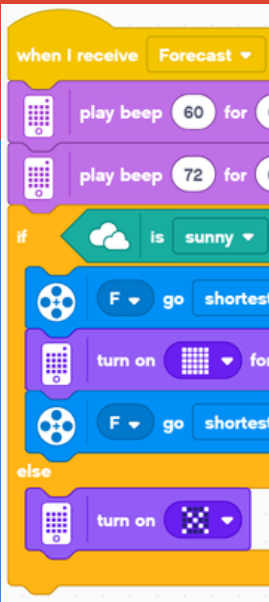 when I receive Forecast
play beep 60 for
play beep 72 for
if is sunny
F go shortest
turn on for
F go shortest
else
turn on